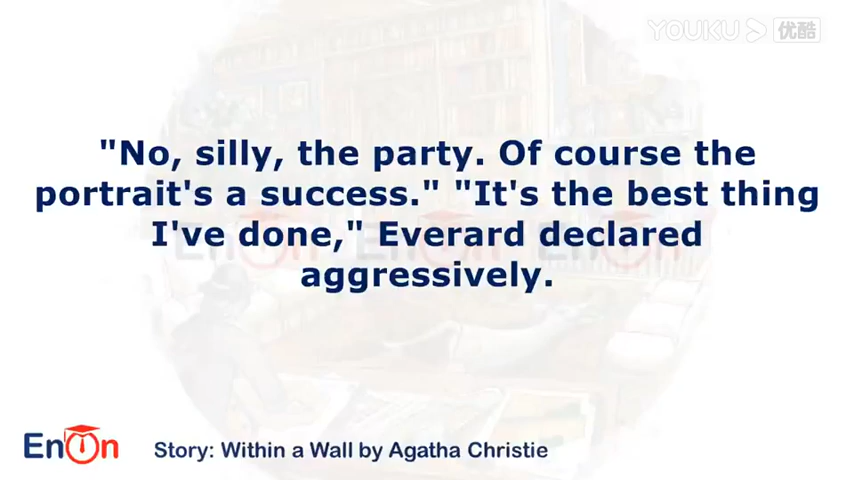 YOUKU 优酷
"No, silly, the party. Of course the
portrait's a success." "It's the best thing
I've done," Everard declared
aggressively.
EnOn
Story: Within a Wall by Agatha Christie